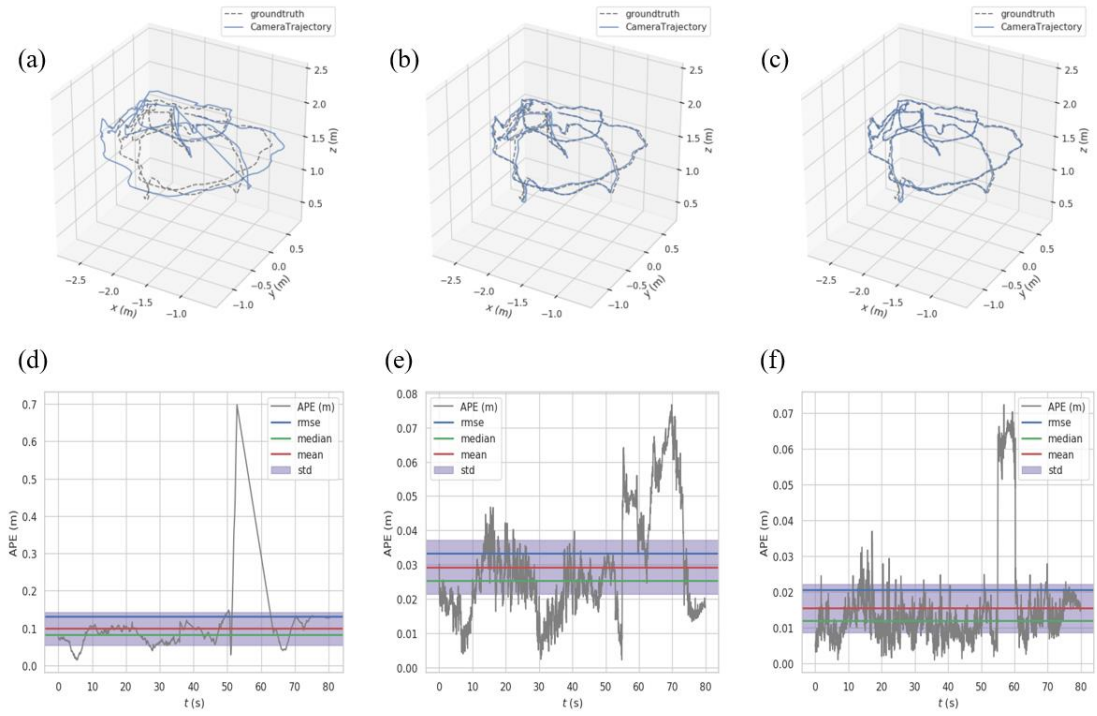 groundtruth
CameraTrajectory
(a)
2.5
2.0
1.5
1.0
0.5
z (m)
0.5
0.0
−0.5
−1.0
y (m)
−2.5
−2.0
−1.5
−1.0
x (m)
groundtruth
CameraTrajectory
(b)
2.5
2.0
1.5
1.0
0.5
z (m)
0.5
0.0
−0.5
−1.0
y (m)
−2.5
−2.0
−1.5
−1.0
x (m)
groundtruth
CameraTrajectory
(c)
2.5
2.0
1.5
1.0
0.5
z (m)
0.5
0.0
−0.5
−1.0
y (m)
−2.5
−2.0
−1.5
−1.0
x (m)
(d)
0.7
0.6
0.5
0.4
0.3
0.2
0.1
0.0
APE (m)
APE (m)
rmse
median
mean
std
0 10 20 30 40 50 60 70 80
t (s)
(e)
0.08
0.07
0.06
0.05
0.04
0.03
0.02
0.01
0.00
APE (m)
APE (m)
rmse
median
mean
std
0 10 20 30 40 50 60 70 80
t (s)
(f)
0.07
0.06
0.05
0.04
0.03
0.02
0.01
0.00
APE (m)
APE (m)
rmse
median
mean
std
0 10 20 30 40 50 60 70 80
t (s)